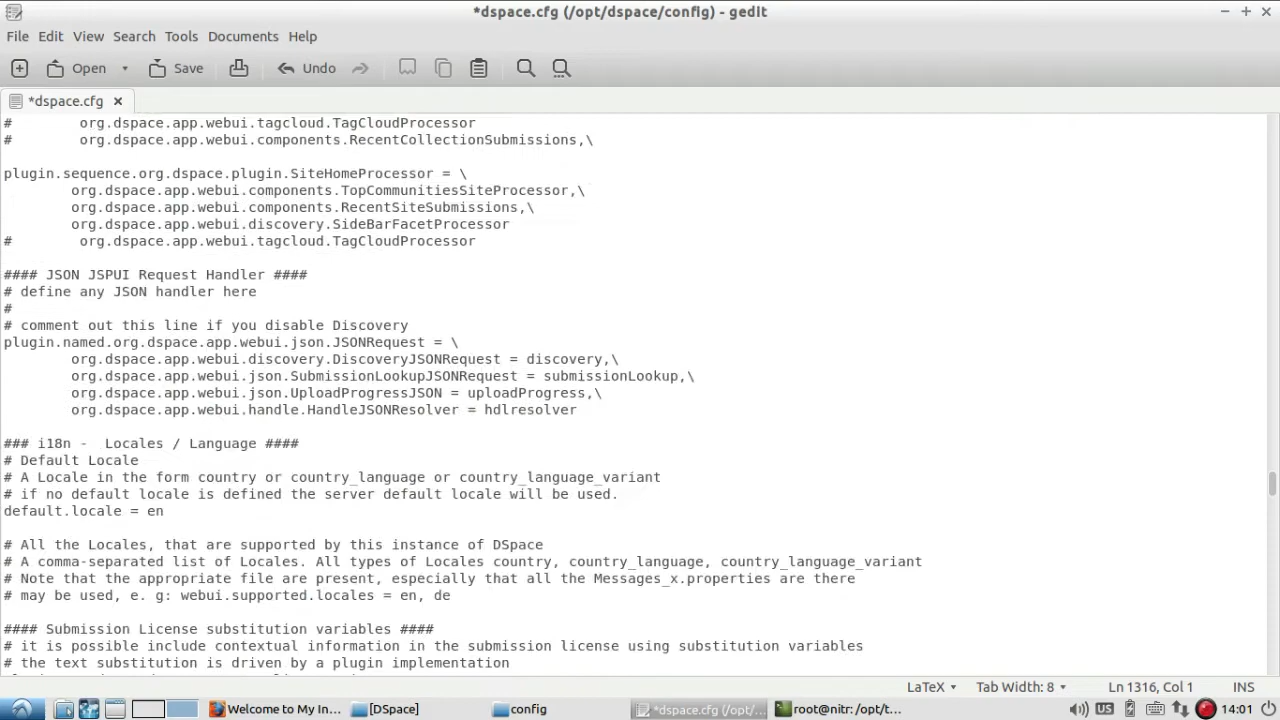 *dspace.cfg (/opt/dspace/config) - gedit
File Edit View Search Tools Documents Help
Open Save Undo
*dspace.cfg
#        org.dspace.app.webui.tagcloud.TagCloudProcessor
#        org.dspace.app.webui.components.RecentCollectionSubmissions,\
plugin.sequence.org.dspace.plugin.SiteHomeProcessor = \
        org.dspace.app.webui.components.TopCommunitiesSiteProcessor,\
        org.dspace.app.webui.components.RecentSiteSubmissions,\
        org.dspace.app.webui.discovery.SideBarFacetProcessor
#        org.dspace.app.webui.tagcloud.TagCloudProcessor
#### JSON JSPUI Request Handler ####
# define any JSON handler here
#
# comment out this line if you disable Discovery
plugin.named.org.dspace.app.webui.json.JSONRequest = \
        org.dspace.app.webui.discovery.DiscoveryJSONRequest = discovery,\
        org.dspace.app.webui.json.SubmissionLookupJSONRequest = submissionLookup,\
        org.dspace.app.webui.json.UploadProgressJSON = uploadProgress,\
        org.dspace.app.webui.handle.HandleJSONResolver = hdlresolver
### i18n -  Locales / Language ####
# Default Locale
# A Locale in the form country or country_language or country_language_variant
# if no default locale is defined the server default locale will be used.
default.locale = en
# All the Locales, that are supported by this instance of DSpace
# A comma-separated list of Locales. All types of Locales country, country_language, country_language_variant
# Note that the appropriate file are present, especially that all the Messages_x.properties are there
# may be used, e. g: webui.supported.locales = en, de
#### Submission License substitution variables ####
# it is possible include contextual information in the submission license using substitution variables
# the text substitution is driven by a plugin implementation
LaTeX Tab Width: 8 Ln 1316, Col 1 INS
Welcome to My In... [DSpace] config *dspace.cfg (/opt/... root@nitr: /opt/t... US 14:01